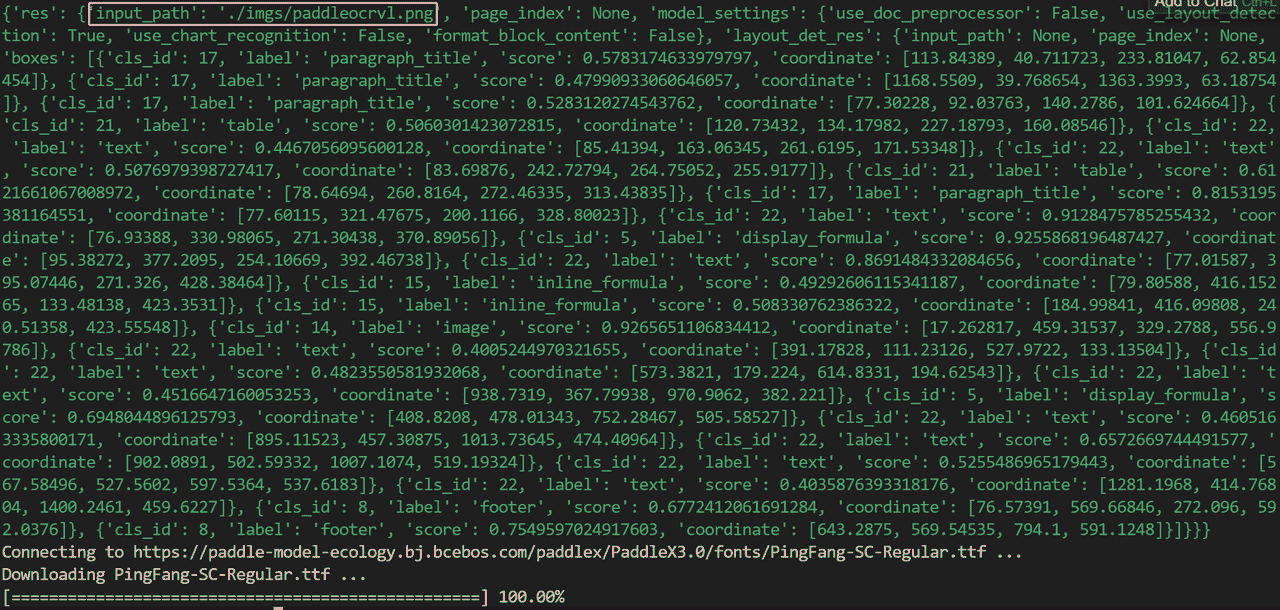 Add to Chat Ctrl+L
{'res': {'input_path': './imgs/paddleocrvl.png', 'page_index': None, 'model_settings': {'use_doc_preprocessor': False, 'use_layout_detec
tion': True, 'use_chart_recognition': False, 'format_block_content': False}, 'layout_det_res': {'input_path': None, 'page_index': None,
'boxes': [{'cls_id': 17, 'label': 'paragraph_title', 'score': 0.5783174633979797, 'coordinate': [113.84389, 40.711723, 233.81047, 62.854
454]}, {'cls_id': 17, 'label': 'paragraph_title', 'score': 0.47990933060646057, 'coordinate': [1168.5509, 39.768654, 1363.3993, 63.18754
]}, {'cls_id': 17, 'label': 'paragraph_title', 'score': 0.5283120274543762, 'coordinate': [77.30228, 92.03763, 140.2786, 101.624664]}, {
'cls_id': 21, 'label': 'table', 'score': 0.5060301423072815, 'coordinate': [120.73432, 134.17982, 227.18793, 160.08546]}, {'cls_id': 22,
 'label': 'text', 'score': 0.4467056095600128, 'coordinate': [85.41394, 163.06345, 261.6195, 171.53348]}, {'cls_id': 22, 'label': 'text'
, 'score': 0.5076979398727417, 'coordinate': [83.69876, 242.72794, 264.75052, 255.9177]}, {'cls_id': 21, 'label': 'table', 'score': 0.61
21661067008972, 'coordinate': [78.64694, 260.8164, 272.46335, 313.43835]}, {'cls_id': 17, 'label': 'paragraph_title', 'score': 0.8153195
381164551, 'coordinate': [77.60115, 321.47675, 200.1166, 328.80023]}, {'cls_id': 22, 'label': 'text', 'score': 0.9128475785255432, 'coor
dinate': [76.93388, 330.98065, 271.30438, 370.89056]}, {'cls_id': 5, 'label': 'display_formula', 'score': 0.9255868196487427, 'coordinat
e': [95.38272, 377.2095, 254.10669, 392.46738]}, {'cls_id': 22, 'label': 'text', 'score': 0.8691484332084656, 'coordinate': [77.01587, 3
95.07446, 271.326, 428.38464]}, {'cls_id': 15, 'label': 'inline_formula', 'score': 0.49292606115341187, 'coordinate': [79.80588, 416.152
65, 133.48138, 423.3531]}, {'cls_id': 15, 'label': 'inline_formula', 'score': 0.508330762386322, 'coordinate': [184.99841, 416.09808, 24
0.51358, 423.55548]}, {'cls_id': 14, 'label': 'image', 'score': 0.9265651106834412, 'coordinate': [17.262817, 459.31537, 329.2788, 556.9
786]}, {'cls_id': 22, 'label': 'text', 'score': 0.4005244970321655, 'coordinate': [391.17828, 111.23126, 527.9722, 133.13504]}, {'cls_id
': 22, 'label': 'text', 'score': 0.4823550581932068, 'coordinate': [573.3821, 179.224, 614.8331, 194.62543]}, {'cls_id': 22, 'label': 't
ext', 'score': 0.4516647160053253, 'coordinate': [938.7319, 367.79938, 970.9062, 382.221]}, {'cls_id': 5, 'label': 'display_formula', 's
core': 0.6948044896125793, 'coordinate': [408.8208, 478.01343, 752.28467, 505.58527]}, {'cls_id': 22, 'label': 'text', 'score': 0.460516
3335800171, 'coordinate': [895.11523, 457.30875, 1013.73645, 474.40964]}, {'cls_id': 22, 'label': 'text', 'score': 0.6572669744491577, '
coordinate': [902.0891, 502.59332, 1007.1074, 519.19324]}, {'cls_id': 22, 'label': 'text', 'score': 0.5255486965179443, 'coordinate': [5
67.58496, 527.5602, 597.5364, 537.6183]}, {'cls_id': 22, 'label': 'text', 'score': 0.4035876393318176, 'coordinate': [1281.1968, 414.768
04, 1400.2461, 459.6227]}, {'cls_id': 8, 'label': 'footer', 'score': 0.6772412061691284, 'coordinate': [76.57391, 569.66846, 272.096, 59
2.0376]}, {'cls_id': 8, 'label': 'footer', 'score': 0.7549597024917603, 'coordinate': [643.2875, 569.54535, 794.1, 591.1248]}]}}}
Connecting to https://paddle-model-ecology.bj.bcebos.com/paddlex/PaddleX3.0/fonts/PingFang-SC-Regular.ttf ...
Downloading PingFang-SC-Regular.ttf ...
[==================================================] 100.00%